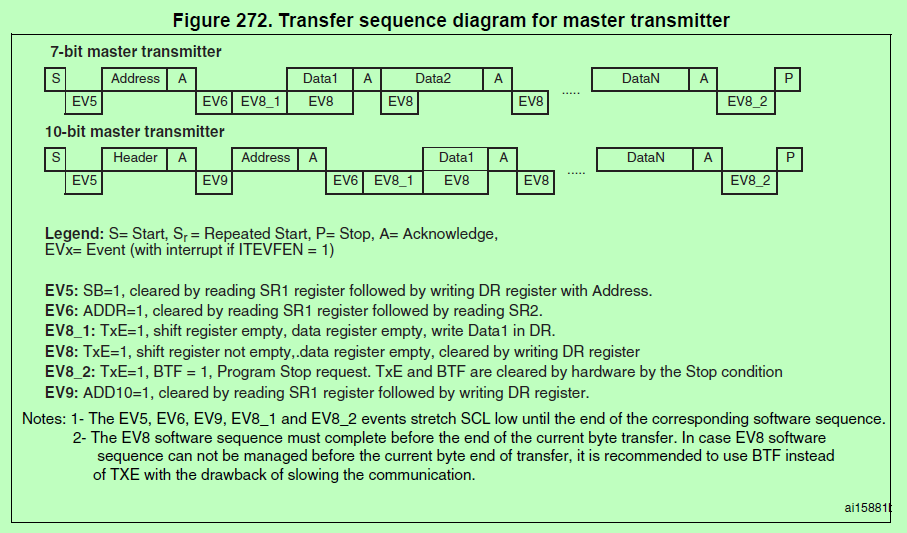 Figure 272. Transfer sequence diagram for master transmitter
7-bit master transmitter
S Address A Data1 A Data2 A ..... DataN A P
EV5 EV6 EV8_1 EV8 EV8 EV8 EV8_2
10-bit master transmitter
S Header A Address A Data1 A ..... DataN A P
EV5 EV9 EV6 EV8_1 EV8 EV8 EV8_2
Legend: S= Start, Sr = Repeated Start, P= Stop, A= Acknowledge,
EVx= Event (with interrupt if ITEVFEN = 1)
EV5: SB=1, cleared by reading SR1 register followed by writing DR register with Address.
EV6: ADDR=1, cleared by reading SR1 register followed by reading SR2.
EV8_1: TxE=1, shift register empty, data register empty, write Data1 in DR.
EV8: TxE=1, shift register not empty,.data register empty, cleared by writing DR register
EV8_2: TxE=1, BTF = 1, Program Stop request. TxE and BTF are cleared by hardware by the Stop condition
EV9: ADD10=1, cleared by reading SR1 register followed by writing DR register.
Notes: 1- The EV5, EV6, EV9, EV8_1 and EV8_2 events stretch SCL low until the end of the corresponding software sequence.
2- The EV8 software sequence must complete before the end of the current byte transfer. In case EV8 software
sequence can not be managed before the current byte end of transfer, it is recommended to use BTF instead
of TXE with the drawback of slowing the communication.
ai15881b